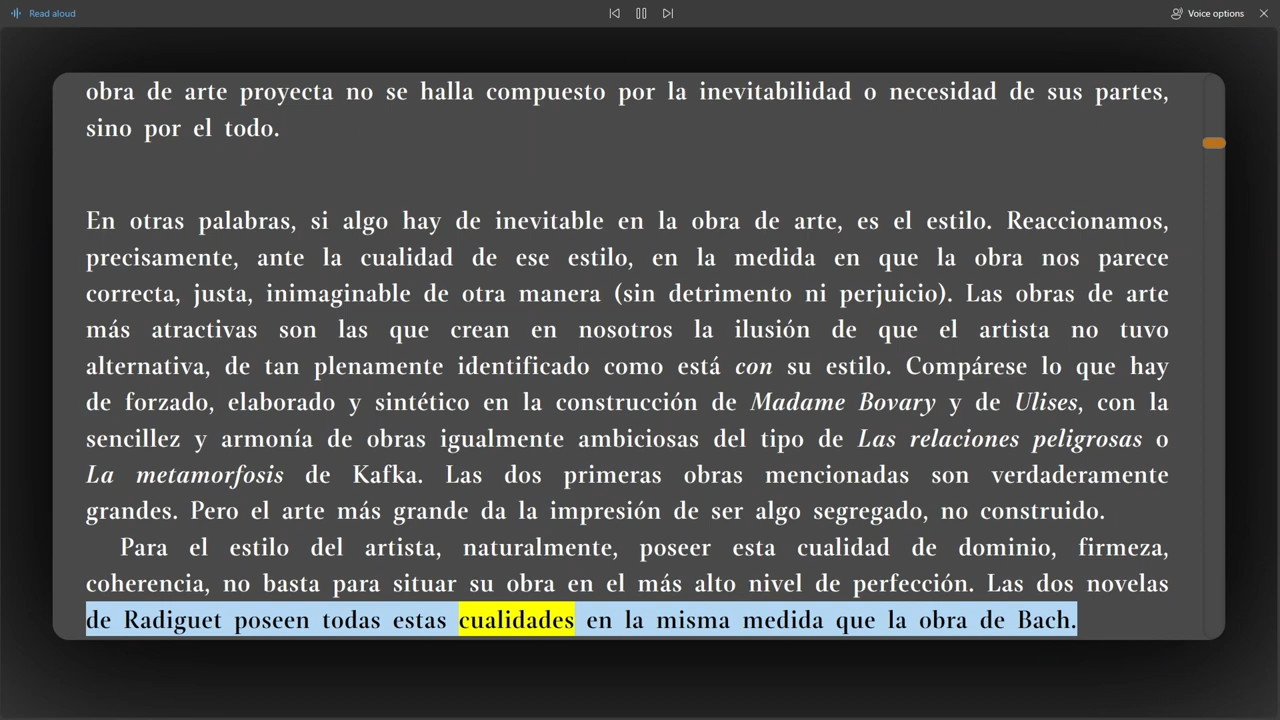 Read aloud
Voice options
obra de arte proyecta no se halla compuesto por la inevitabilidad o necesidad de sus partes,
sino por el todo.
En otras palabras, si algo hay de inevitable en la obra de arte, es el estilo. Reaccionamos,
precisamente, ante la cualidad de ese estilo, en la medida en que la obra nos parece
correcta, justa, inimaginable de otra manera (sin detrimento ni perjuicio). Las obras de arte
más atractivas son las que crean en nosotros la ilusión de que el artista no tuvo
alternativa, de tan plenamente identificado como está con su estilo. Compárese lo que hay
de forzado, elaborado y sintético en la construcción de Madame Bovary y de Ulises, con la
sencillez y armonía de obras igualmente ambiciosas del tipo de Las relaciones peligrosas o
La metamorfosis de Kafka. Las dos primeras obras mencionadas son verdaderamente
grandes. Pero el arte más grande da la impresión de ser algo segregado, no construido.
Para el estilo del artista, naturalmente, poseer esta cualidad de dominio, firmeza,
coherencia, no basta para situar su obra en el más alto nivel de perfección. Las dos novelas
de Radiguet poseen todas estas cualidades en la misma medida que la obra de Bach.